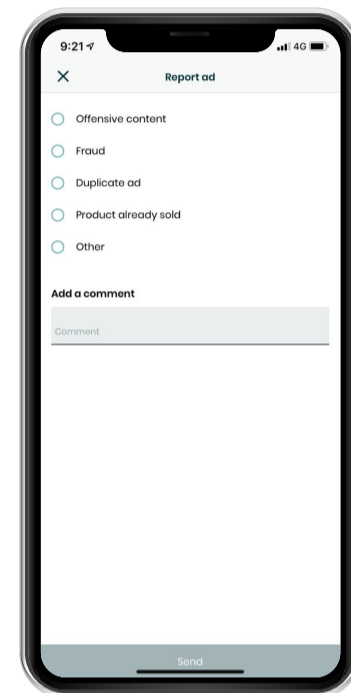 9:21
4G
Report ad
Offensive content
Fraud
Duplicate ad
Product already sold
Other
Add a comment
Comment
Send